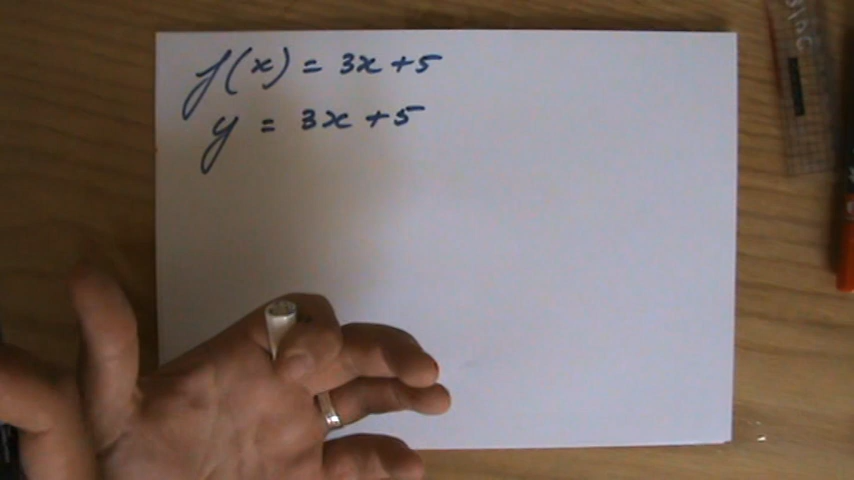 f(x) = 3x+5
y = 3x+5